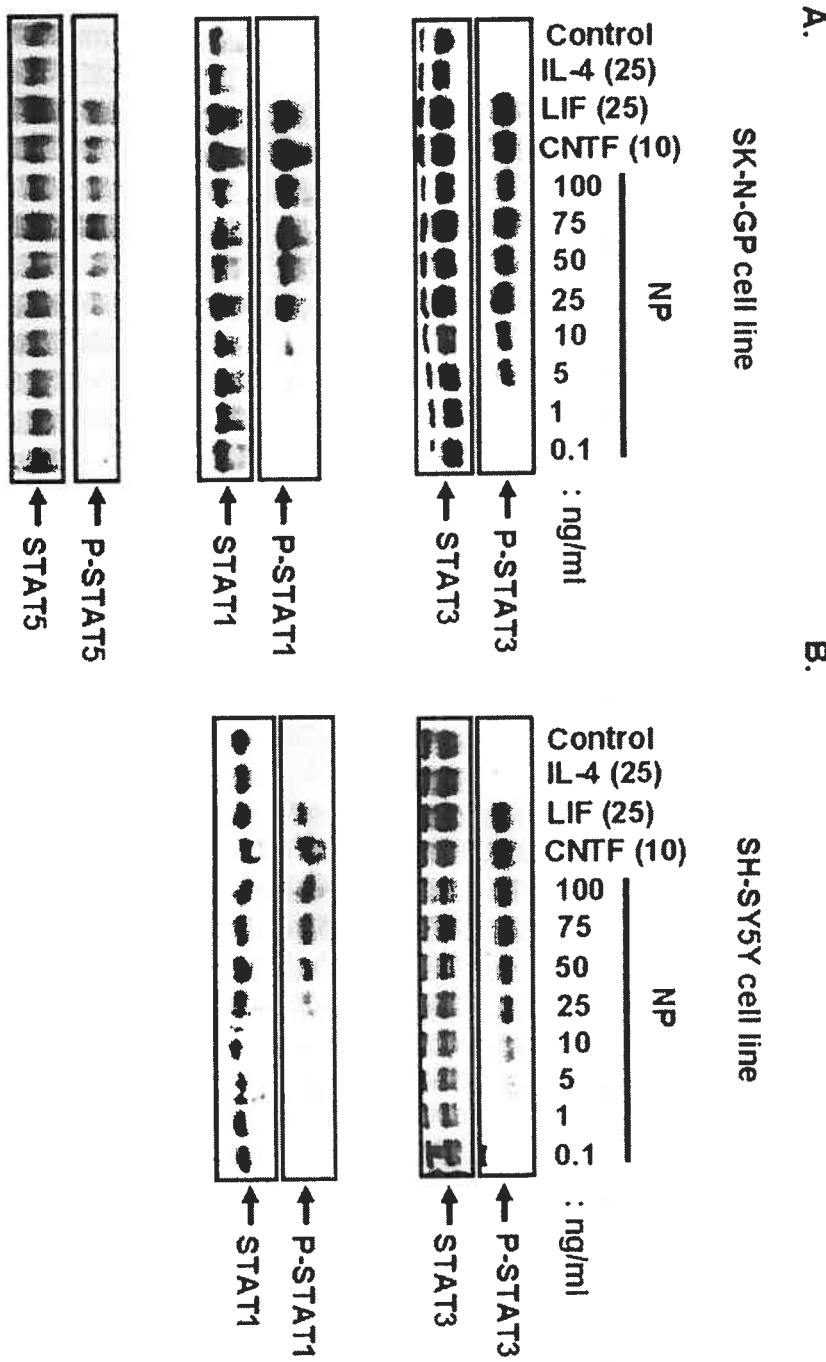 A.
SK-N-GP cell line
NP
Control
IL-4 (25)
LIF (25)
CNTF (10)
100
75
50
25
10
5
1
0.1
: ng/ml
P-STAT3
STAT3
P-STAT1
STAT1
P-STAT5
STAT5
B.
SH-SY5Y cell line
NP
Control
IL-4 (25)
LIF (25)
CNTF (10)
100
75
50
25
10
5
1
0.1
: ng/ml
P-STAT3
STAT3
P-STAT1
STAT1